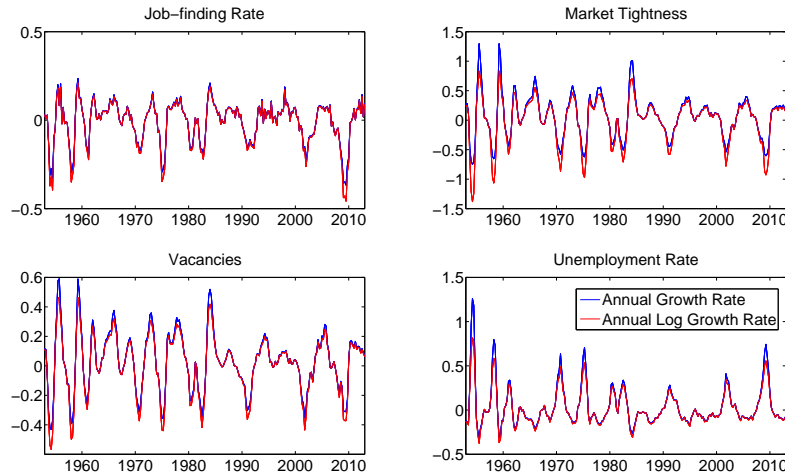 Job−finding Rate
0.5
0
−0.5
1960 1970 1980 1990 2000 2010
Market Tightness
1.5
1
0.5
0
−0.5
−1
−1.5
1960 1970 1980 1990 2000 2010
Vacancies
0.6
0.4
0.2
0
−0.2
−0.4
1960 1970 1980 1990 2000 2010
Unemployment Rate
1.5
1
0.5
0
−0.5
1960 1970 1980 1990 2000 2010
Annual Growth Rate
Annual Log Growth Rate